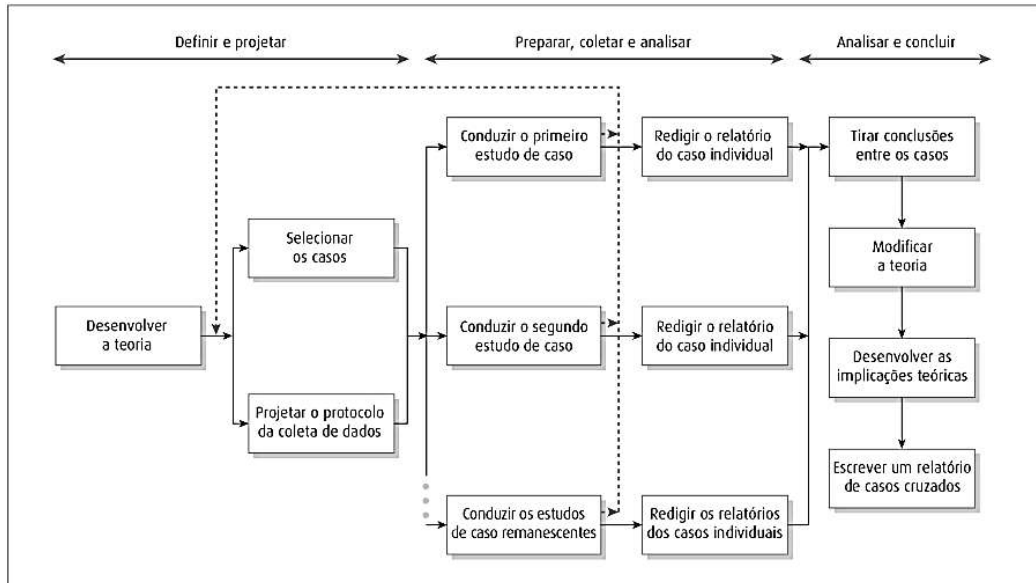 Definir e projetar
Preparar, coletar e analisar
Analisar e concluir
Conduzir o primeiro
estudo de caso
Redigir o relatório
do caso individual
Tirar conclusões
entre os casos
Selecionar
os casos
Modificar
a teoria
Desenvolver
a teoria
Conduzir o segundo
estudo de caso
Redigir o relatório
do caso individual
Desenvolver as
implicações teóricas
Projetar o protocolo
da coleta de dados
Escrever um relatório
de casos cruzados
Conduzir os estudos
de caso remanescentes
Redigir os relatórios
dos casos individuais